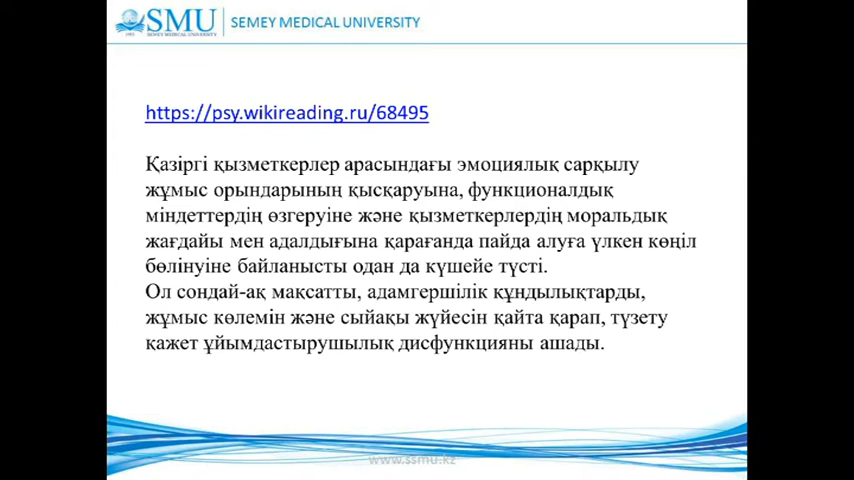 SMU
SEMEY MEDICAL UNIVERSITY
SEMEY MEDICAL UNIVERSITY
https://psy.wikireading.ru/68495
Қазіргі қызметкерлер арасындағы эмоциялық сарқылу
жұмыс орындарының қысқаруына, функционалдық
міндеттердің өзгеруіне және қызметкерлердің моральдық
жағдайы мен адалдығына қарағанда пайда алуға үлкен көңіл
бөлінуіне байланысты одан да күшейе түсті.
Ол сондай-ақ мақсатты, адамгершілік құндылықтарды,
жұмыс көлемін және сыйақы жүйесін қайта қарап, түзету
қажет ұйымдастырушылық дисфункцияны ашады.
www.ssmu.kz